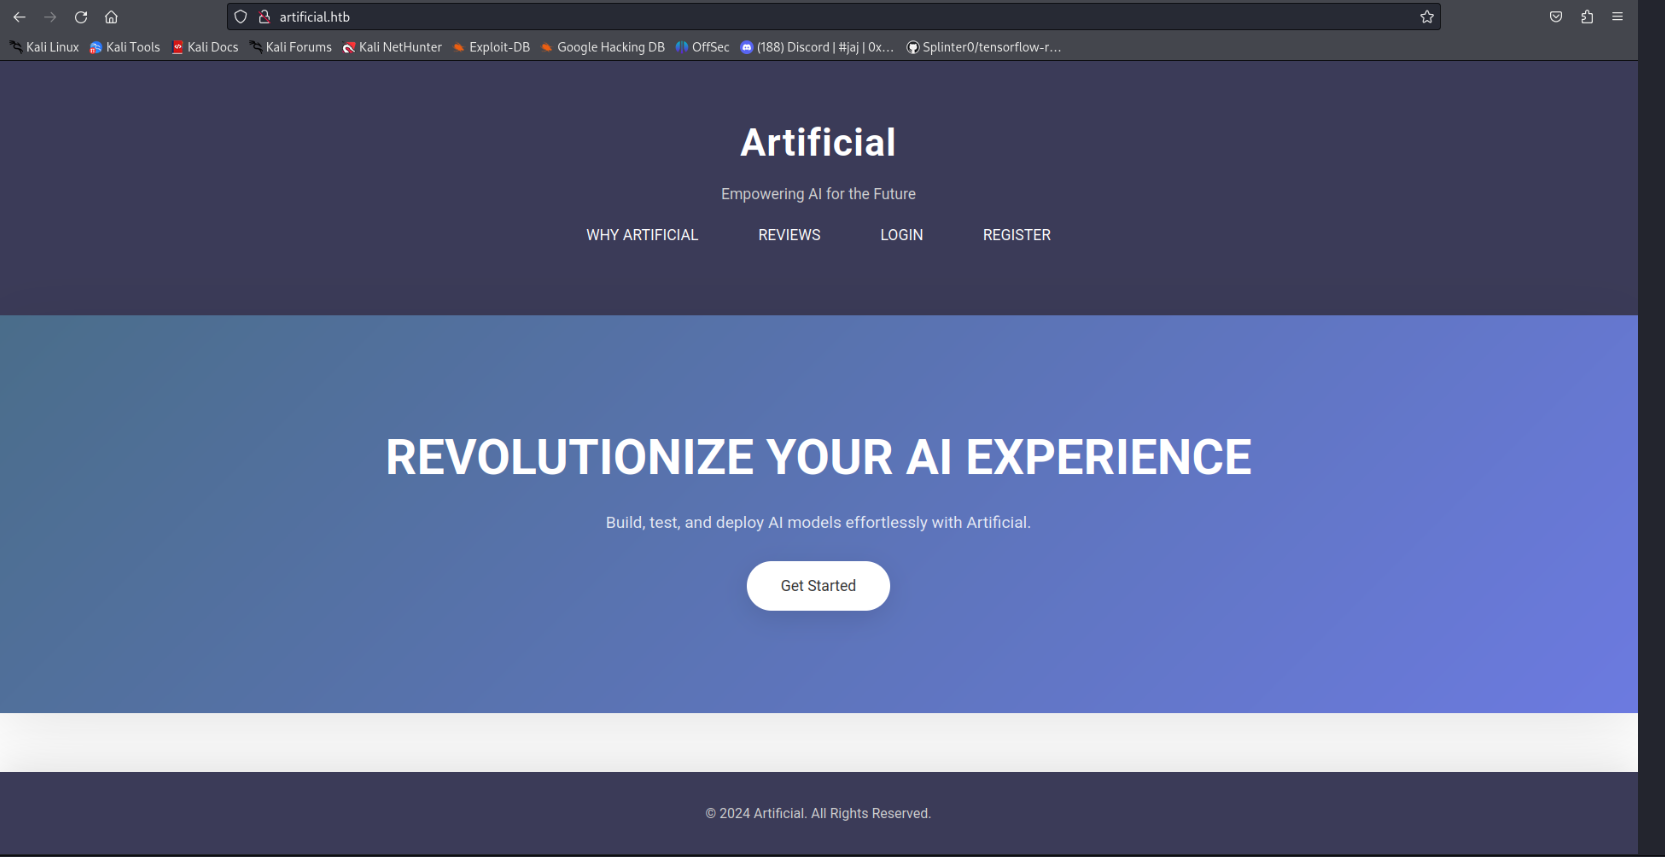 artificial.htb
Kali Linux Kali Tools Kali Docs Kali Forums Kali NetHunter Exploit-DB Google Hacking DB OffSec (188) Discord | #jaj | 0x... Splinter0/tensorflow-r...
Artificial
Empowering AI for the Future
WHY ARTIFICIAL REVIEWS LOGIN REGISTER
REVOLUTIONIZE YOUR AI EXPERIENCE
Build, test, and deploy AI models effortlessly with Artificial.
Get Started
© 2024 Artificial. All Rights Reserved.